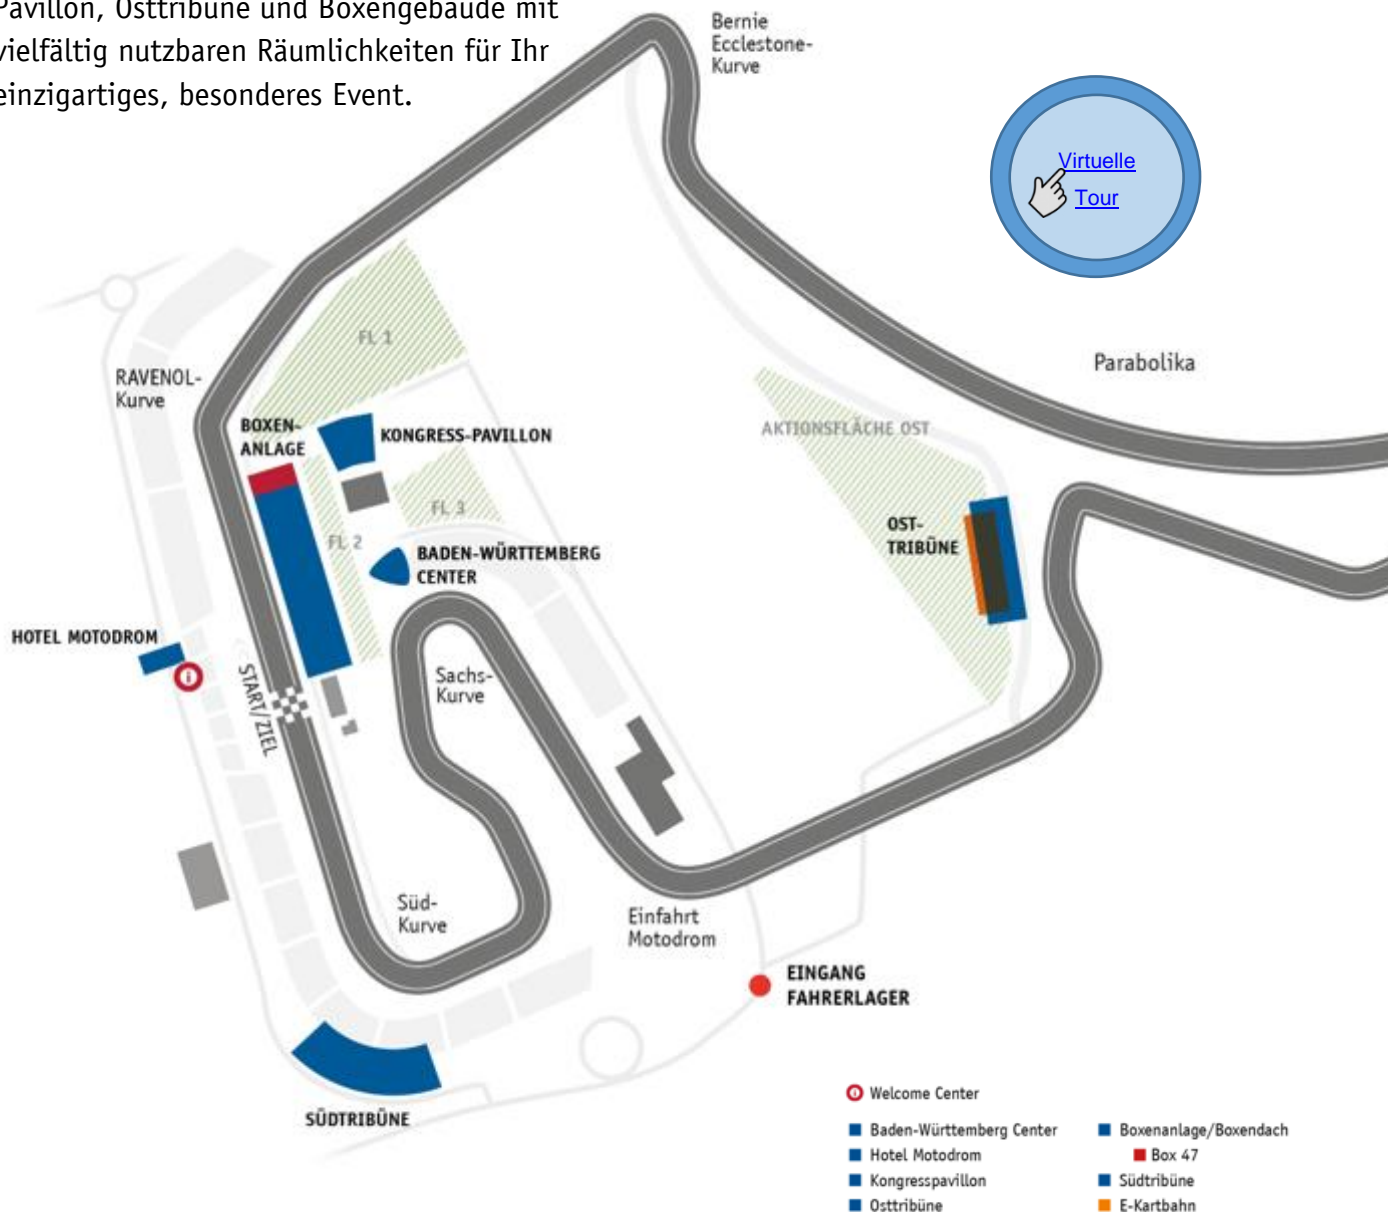 Pavillon, Osttribüne und Boxengebäude mit
vielfältig nutzbaren Räumlichkeiten für Ihr
einzigartiges, besonderes Event.
Bernie
Ecclestone-
Kurve
Virtuelle
Tour
Parabolika
FL 1
RAVENOL-
Kurve
BOXEN-
ANLAGE
KONGRESS-PAVILLON
AKTIONSFLÄCHE OST
FL 3
FL 2
OST-
TRIBÜNE
BADEN-WÜRTTEMBERG
CENTER
HOTEL MOTODROM
START/ZIEL
Sachs-
Kurve
Süd-
Kurve
Einfahrt
Motodrom
EINGANG
FAHRERLAGER
SÜDTRIBÜNE
Welcome Center
Baden-Württemberg Center
Hotel Motodrom
Kongresspavillon
Osttribüne
Boxenanlage/Boxendach
Box 47
Südtribüne
E-Kartbahn